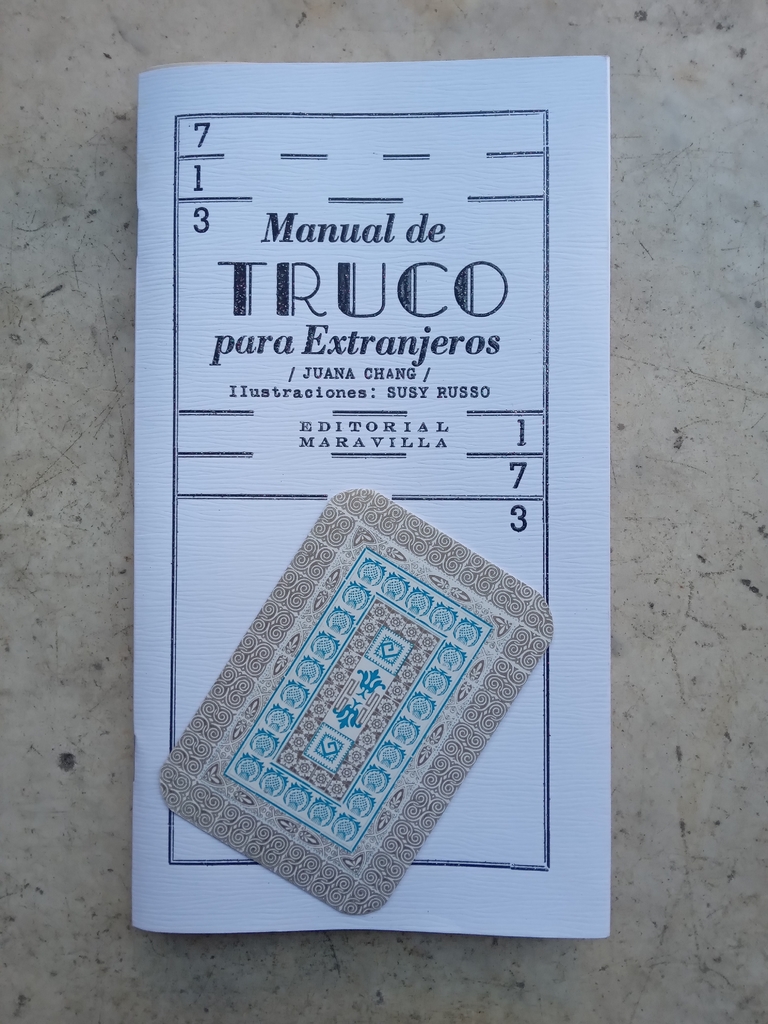 7
1
3
Manual de
TRUCO
para Extranjeros
/ JUANA CHANG /
Ilustraciones: SUSY RUSSO
EDITORIAL
MARAVILLA
1
7
3